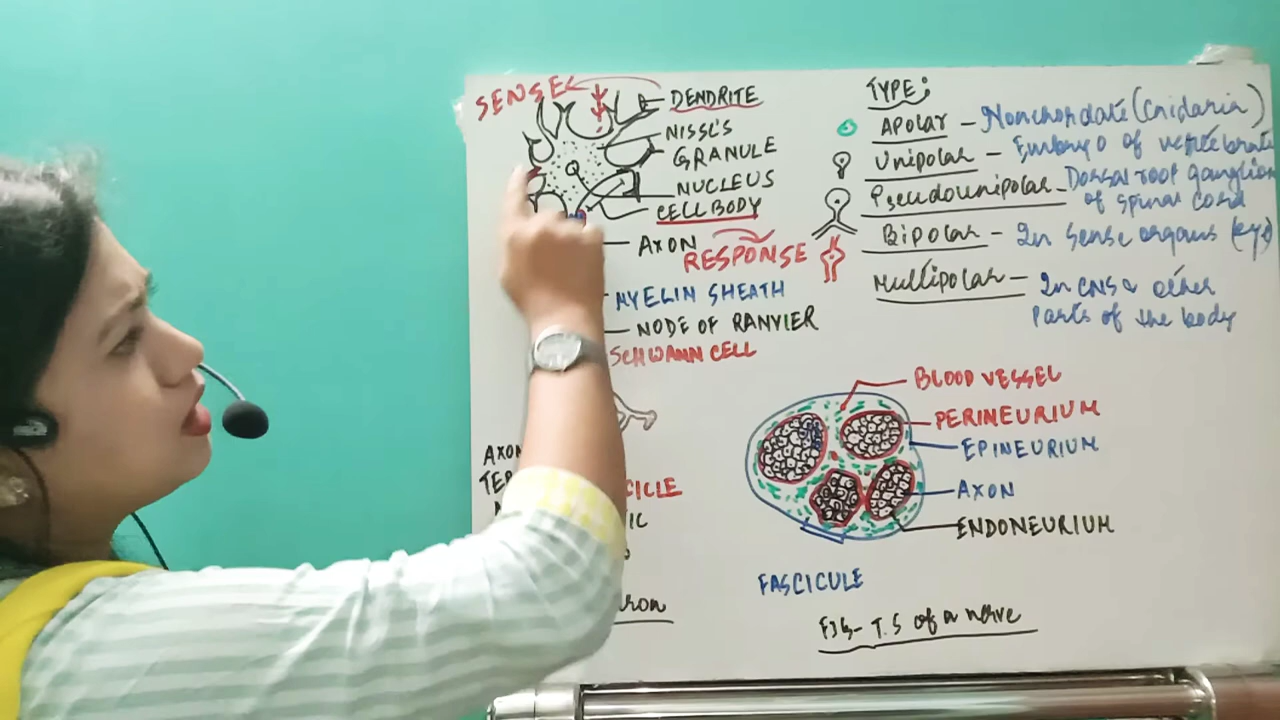 SENSE
DENDRITE
NISSL'S
GRANULE
NUCLEUS
CELL BODY
AXON
RESPONSE
MYELIN SHEATH
NODE OF RANVIER
SCHWANN CELL
AXON
TYPE:
APOLAR - Nonchordate (Cnidaria)
Unipolar - Embryo of vertebrate
Pseudounipolar - Dorsal root ganglion
of spinal cord
Bipolar - In sense organs (eye)
Multipolar - In CNS & other
parts of the body
BLOOD VESSEL
PERINEURIUM
EPINEURIUM
AXON
ENDONEURIUM
FASCICULE
FIG- T.S of a nerve